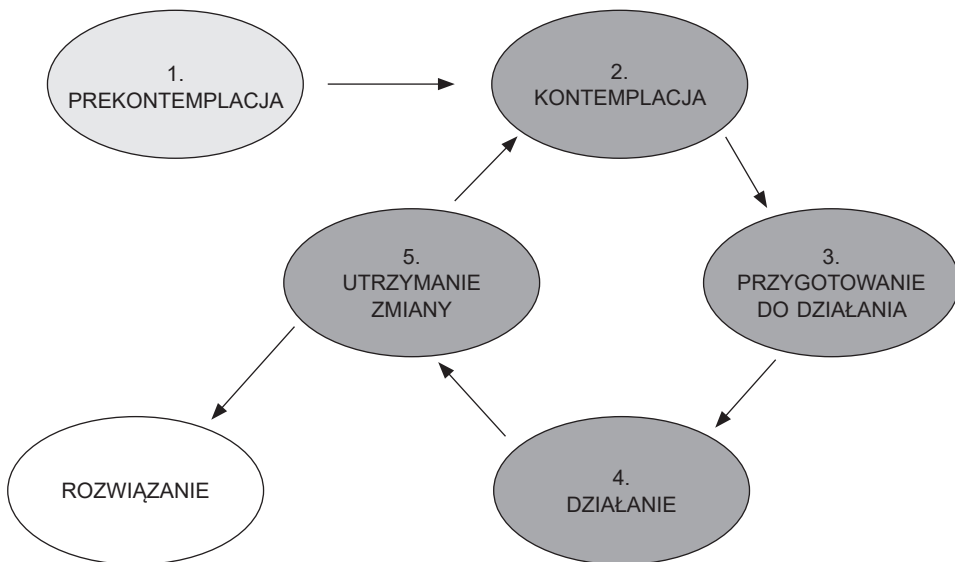 1.
PREKONTEMPLACJA
2.
KONTEMPLACJA
3.
PRZYGOTOWANIE
DO DZIAŁANIA
4.
DZIAŁANIE
5.
UTRZYMANIE
ZMIANY
ROZWIĄZANIE